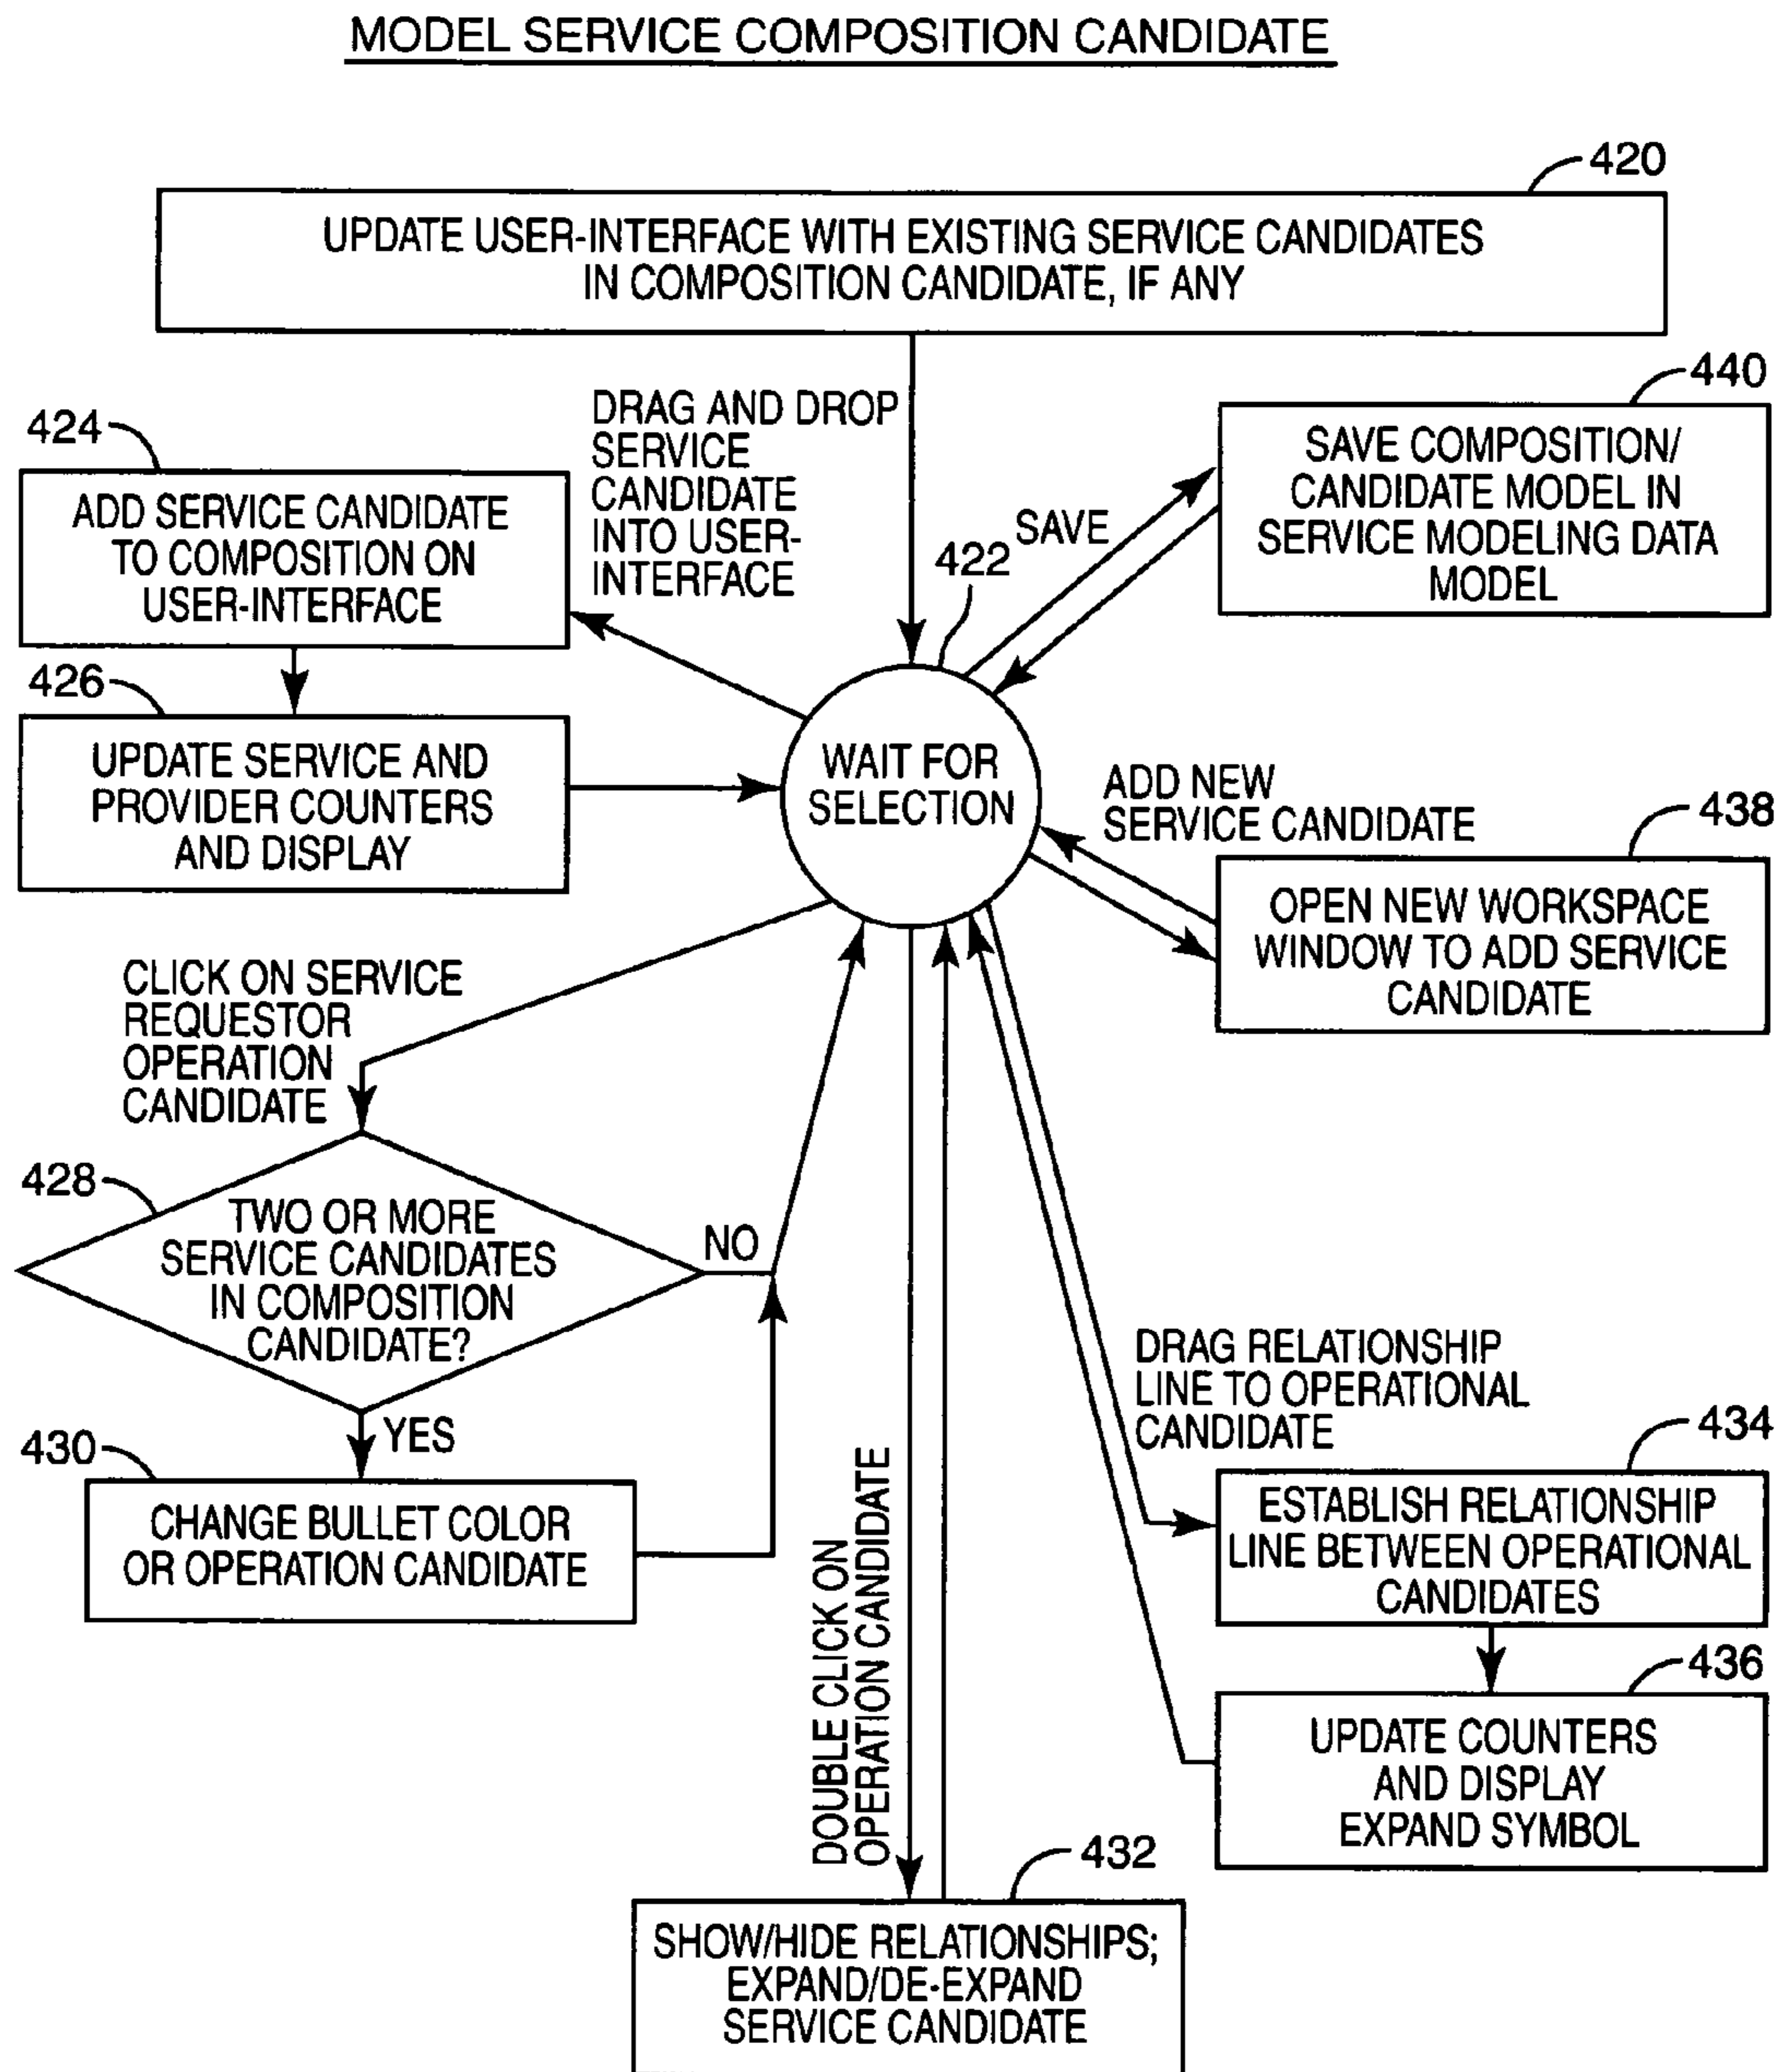 MODEL SERVICE COMPOSITION CANDIDATE
420
UPDATE USER-INTERFACE WITH EXISTING SERVICE CANDIDATES
IN COMPOSITION CANDIDATE, IF ANY
440
SAVE COMPOSITION/
CANDIDATE MODEL IN
SERVICE MODELING DATA
MODEL
DRAG AND DROP
SERVICE
CANDIDATE
INTO USER-
INTERFACE
424
ADD SERVICE CANDIDATE
TO COMPOSITION ON
USER-INTERFACE
SAVE
422
426
UPDATE SERVICE AND
PROVIDER COUNTERS
AND DISPLAY
WAIT FOR
SELECTION
ADD NEW
SERVICE CANDIDATE
438
OPEN NEW WORKSPACE
WINDOW TO ADD SERVICE
CANDIDATE
CLICK ON SERVICE
REQUESTOR
OPERATION
CANDIDATE
428
TWO OR MORE
SERVICE CANDIDATES
IN COMPOSITION
CANDIDATE?
NO
YES
430
CHANGE BULLET COLOR
OR OPERATION CANDIDATE
DOUBLE CLICK ON
OPERATION CANDIDATE
DRAG RELATIONSHIP
LINE TO OPERATIONAL
CANDIDATE
434
ESTABLISH RELATIONSHIP
LINE BETWEEN OPERATIONAL
CANDIDATES
436
UPDATE COUNTERS
AND DISPLAY
EXPAND SYMBOL
432
SHOW/HIDE RELATIONSHIPS;
EXPAND/DE-EXPAND
SERVICE CANDIDATE